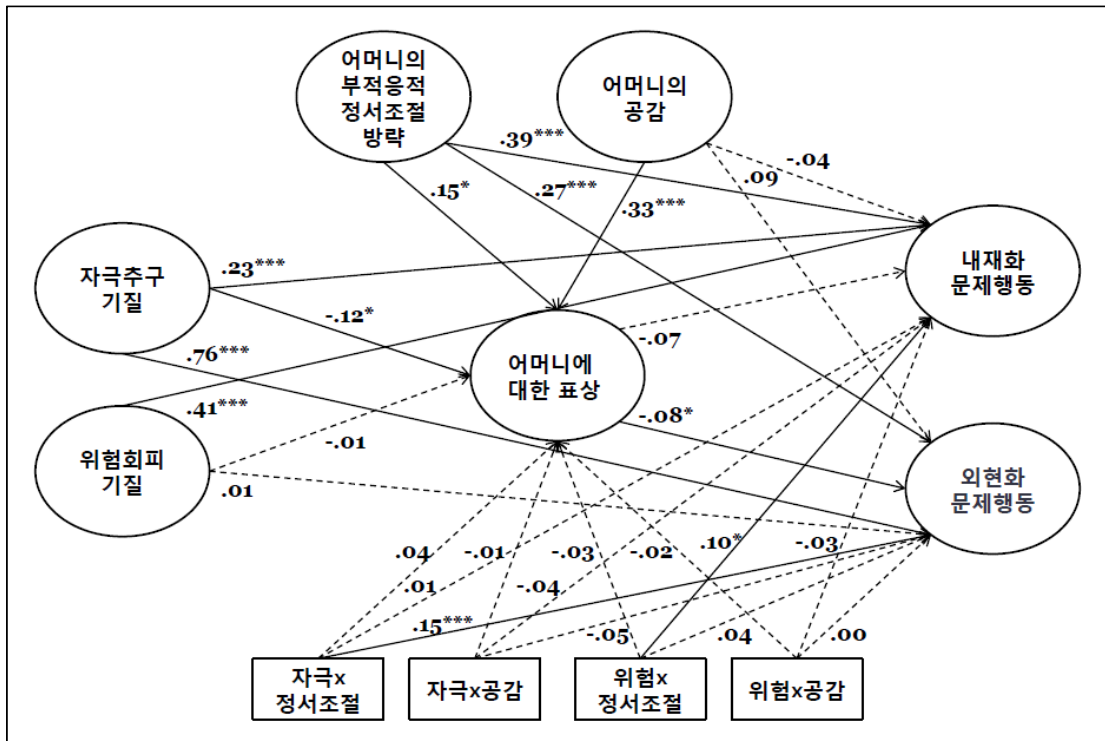 어머니의
부적응적
정서조절
방략
어머니의
공감
.39***
-.04
.15*
.27***
.09
.33***
자극추구
기질
.23***
내재화
문제행동
-.12*
-.07
.76***
어머니에
대한 표상
.41***
-.08*
위험회피
기질
-.01
.01
외현화
문제행동
.04
-.01
-.03
-.02
.10*
-.03
.01
-.04
.15***
-.05
.04
.00
자극x
정서조절
자극x공감
위험x
정서조절
위험x공감